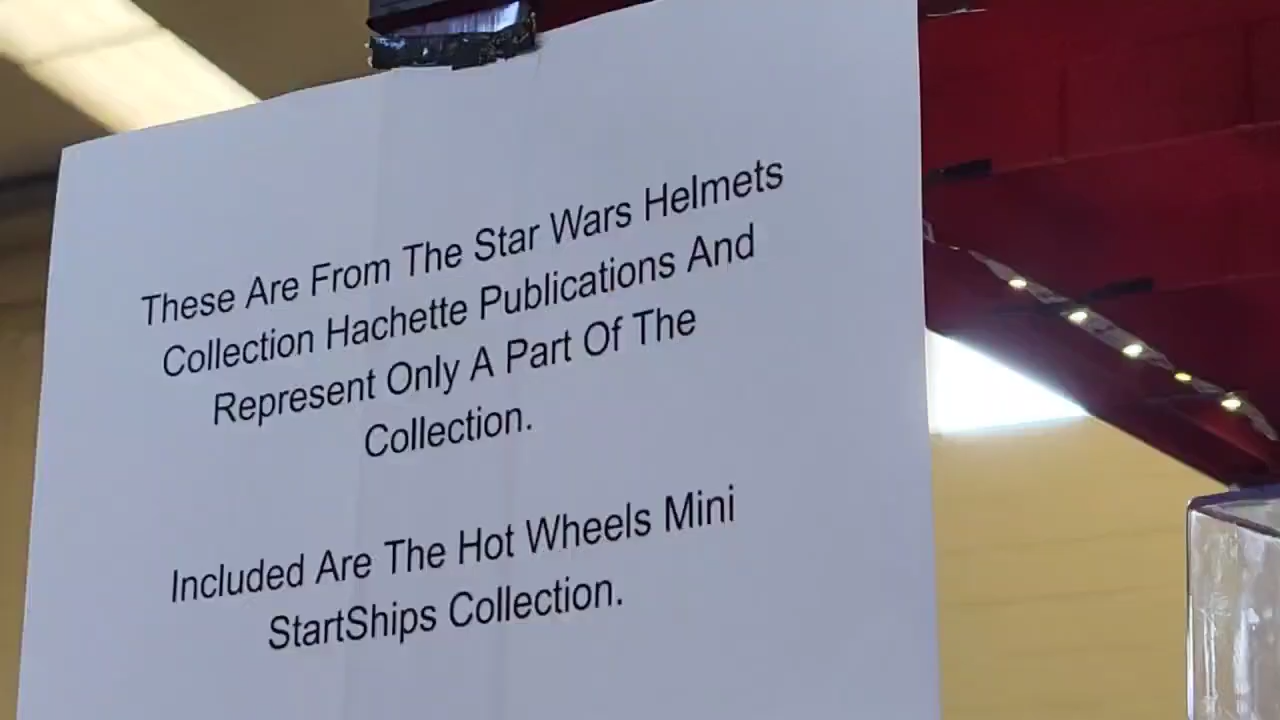 These Are From The Star Wars Helmets
Collection Hachette Publications And
Represent Only A Part Of The
Collection.
Included Are The Hot Wheels Mini
StartShips Collection.